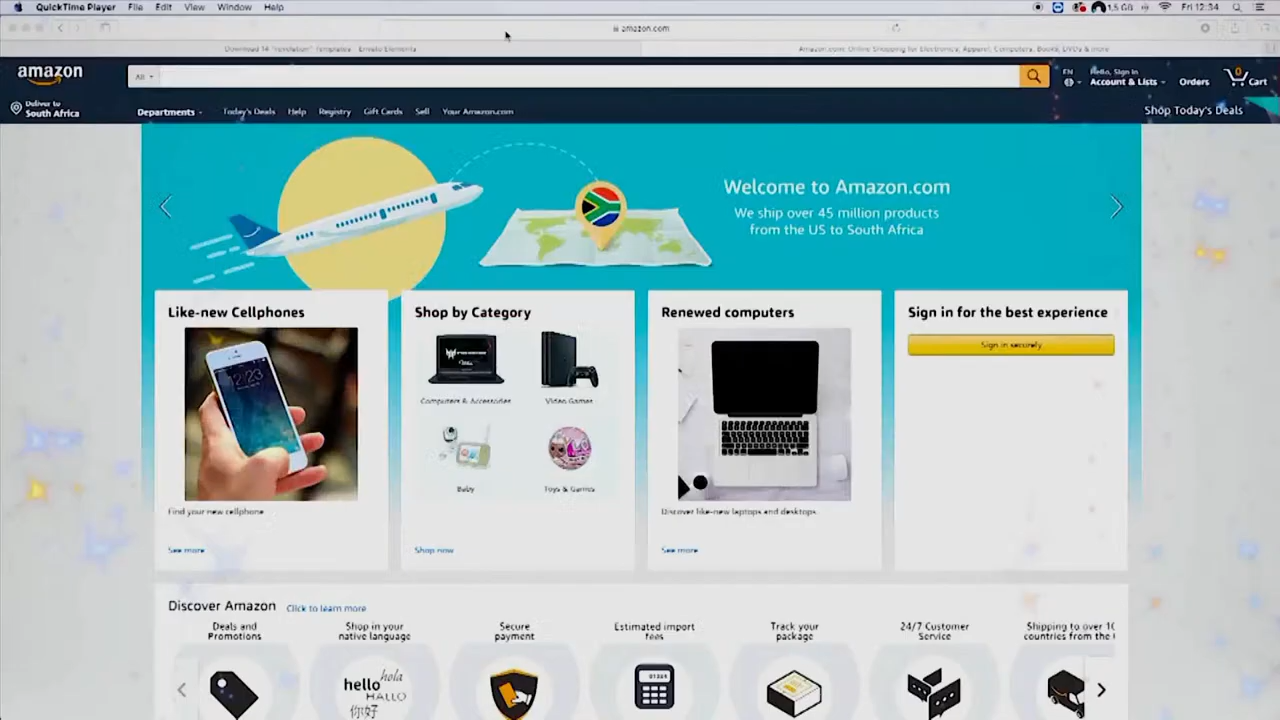 QuickTime Player File Edit View Window Help
1,5 GB Fri 12:34
amazon.com
Download 14 "rendition" Templates - Envato Elements
Amazon.com: Online Shopping for Electronics, Apparel, Computers, Books, DVDs & more
amazon
All
EN
Hello, Sign in
Account & Lists
Orders
0
Cart
Deliver to
South Africa
Departments
Today's Deals
Help
Registry
Gift Cards
Sell
Your Amazon.com
Shop Today's Deals
Welcome to Amazon.com
We ship over 45 million products
from the US to South Africa
Like-new Cellphones
12:23
Find your new cellphone
See more
Shop by Category
Computers & Accessories
Video Games
Baby
Toys & Games
Shop now
Renewed computers
Discover like-new laptops and desktops
See more
Sign in for the best experience
Sign in securely
Discover Amazon
Click to learn more
Deals and
Promotions
Shop in your
native language
hola
hello
HALLO
你好
Secure
payment
Estimated import
fees
Track your
package
24/7 Customer
Service
Shipping to over 10
countries from the